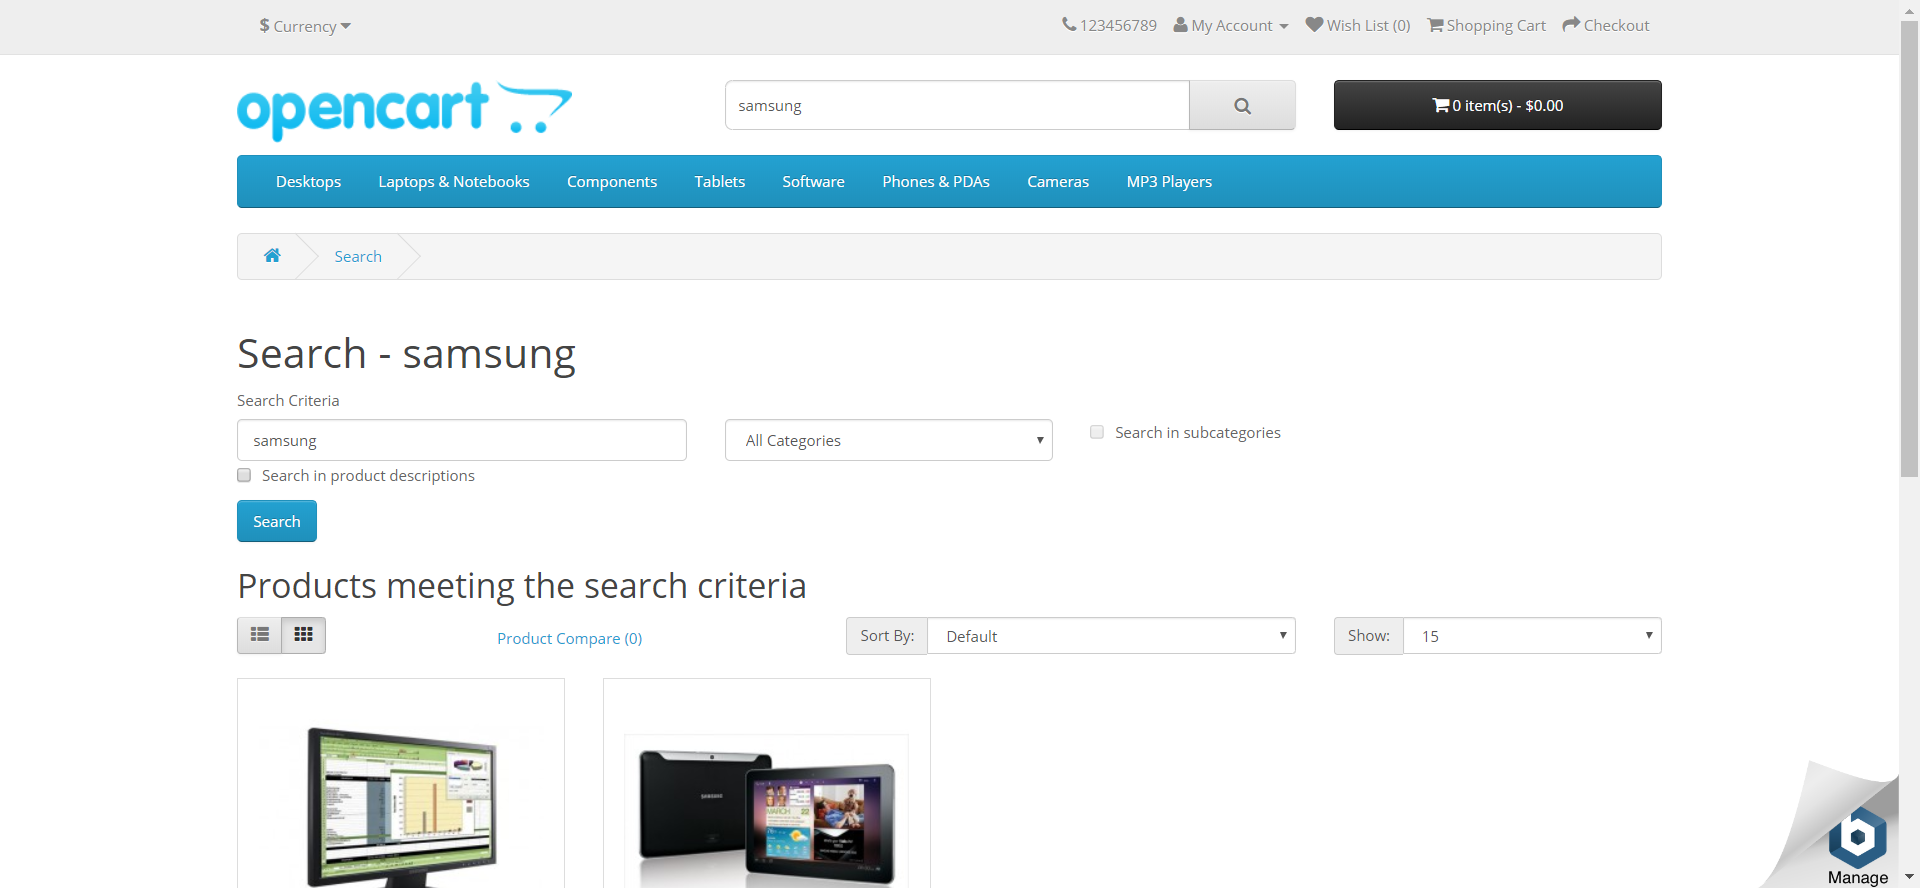 $ Currency
123456789 My Account Wish List (0) Shopping Cart Checkout
opencart
samsung
0 item(s) - $0.00
Desktops Laptops & Notebooks Components Tablets Software Phones & PDAs Cameras MP3 Players
Search
Search - samsung
Search Criteria
samsung
All Categories
Search in subcategories
Search in product descriptions
Search
Products meeting the search criteria
Product Compare (0)
Sort By: Default
Show: 15
SAMSUNG
MARCH 22
Manage